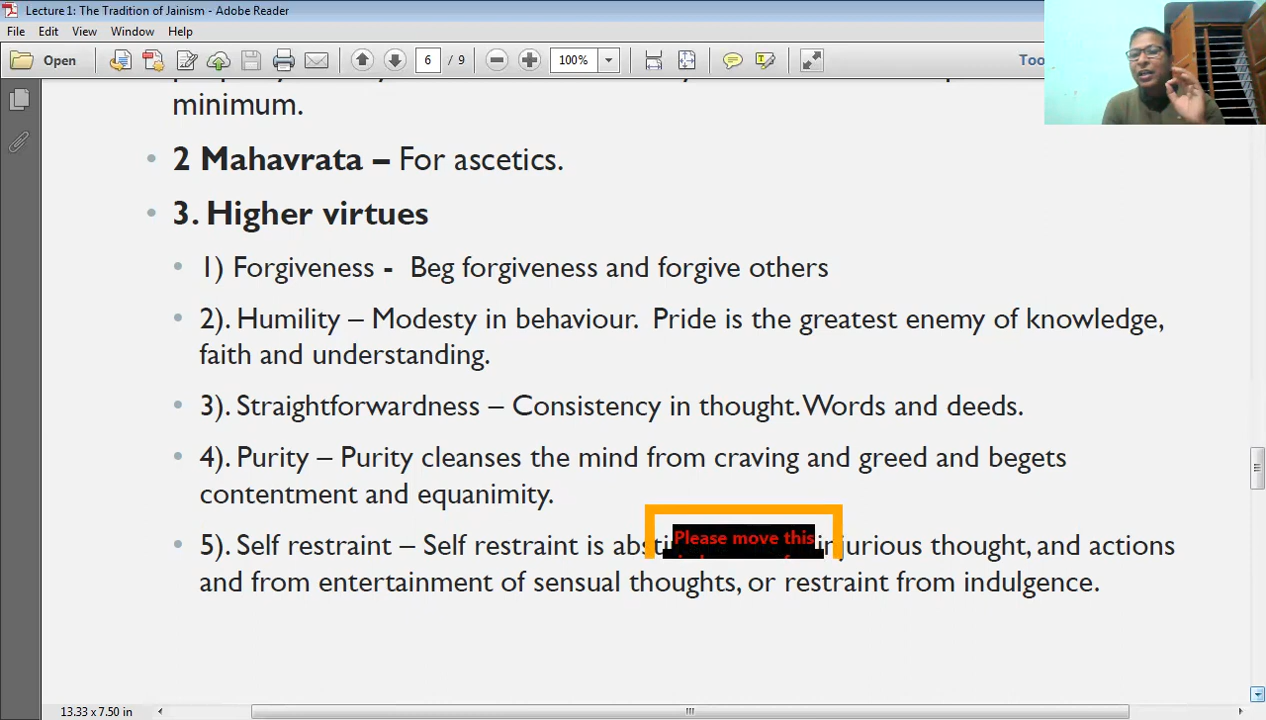 Lecture 1: The Tradition of Jainism - Adobe Reader
File Edit View Window Help
Open 6 / 9 100% Too
minimum.
• 2 Mahavrata – For ascetics.
• 3. Higher virtues
• 1) Forgiveness - Beg forgiveness and forgive others
• 2). Humility – Modesty in behaviour. Pride is the greatest enemy of knowledge,
faith and understanding.
• 3). Straightforwardness – Consistency in thought. Words and deeds.
• 4). Purity – Purity cleanses the mind from craving and greed and begets
contentment and equanimity.
Please move this
• 5). Self restraint – Self restraint is absti injurious thought, and actions
and from entertainment of sensual thoughts, or restraint from indulgence.
13.33 x 7.50 in